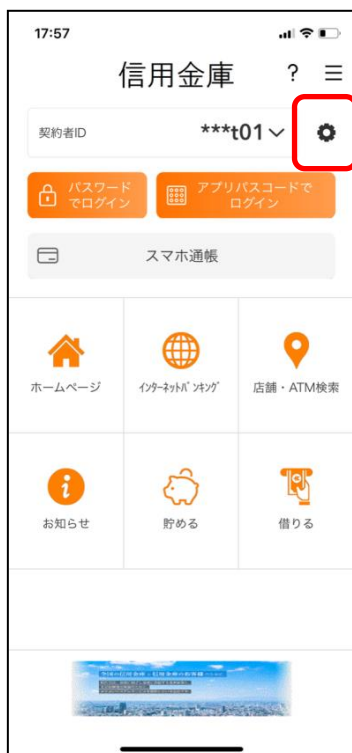 17:57
信用金庫 ? ☰
契約者ID ***t01
パスワード
でログイン
アプリパスコードで
ログイン
スマホ通帳
ホームページ
インターネットバンキング
店舗・ATM検索
お知らせ
貯める
借りる